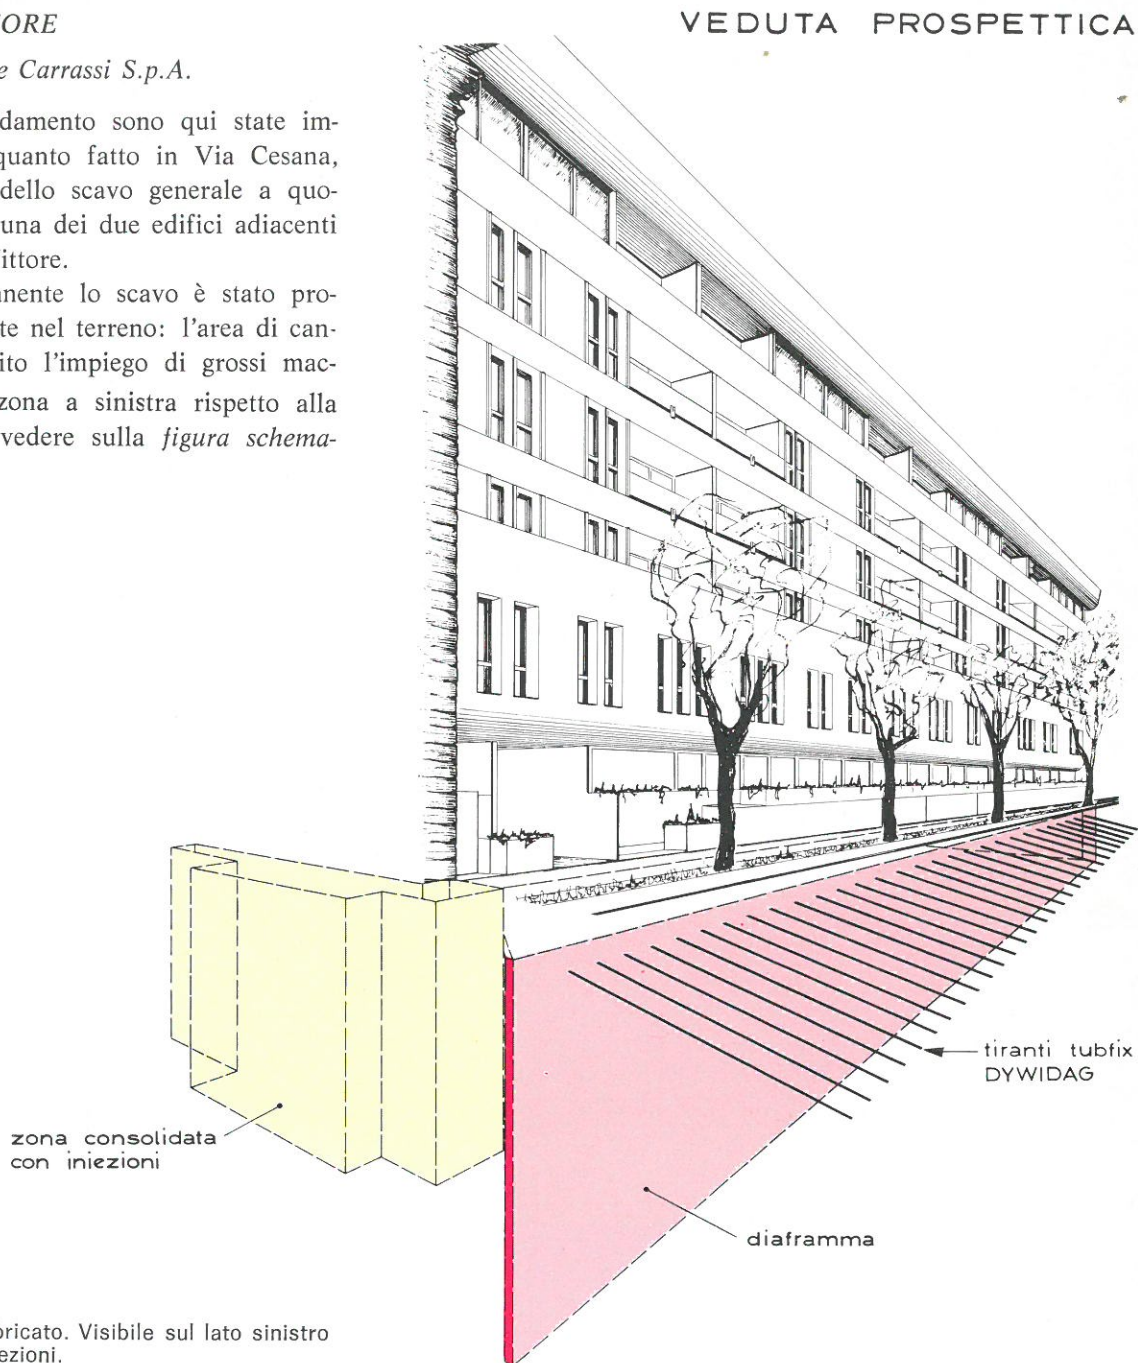 ORE
VEDUTA PROSPETTICA
e Carrassi S.p.A.
damento sono qui state im-
quanto fatto in Via Cesana,
dello scavo generale a quo-
una dei due edifici adiacenti
ittore.
nente lo scavo è stato pro-
te nel terreno: l'area di can-
ito l'impiego di grossi mac-
zona a sinistra rispetto alla
vedere sulla figura schema-
tiranti tubfix
DYWIDAG
zona consolidata
con iniezioni
diaframma
bricato. Visibile sul lato sinistro
ezioni.